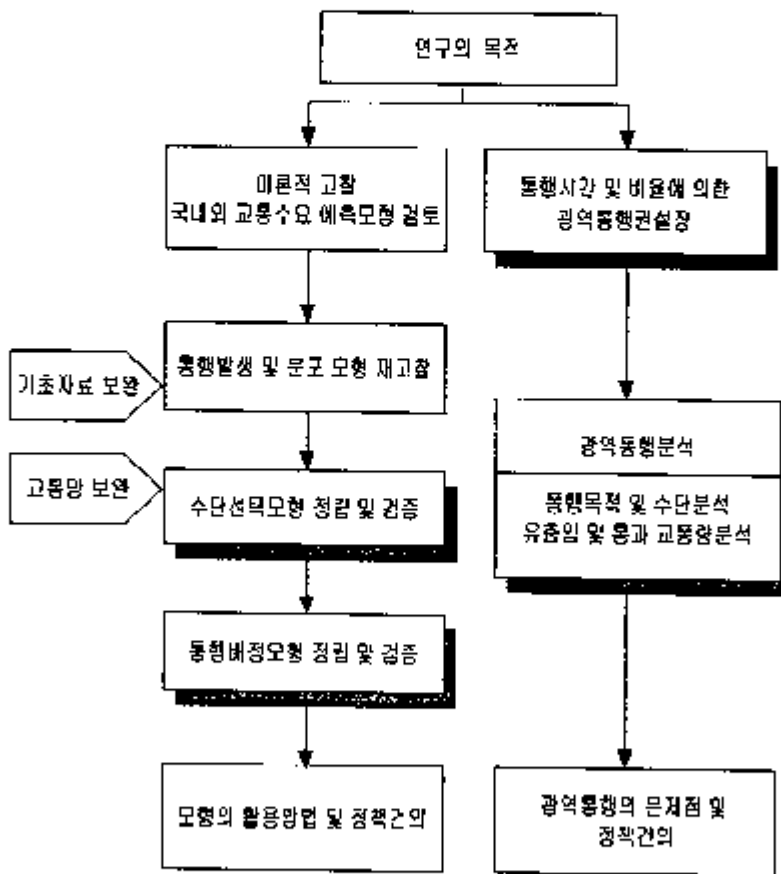 연구의 목적
이론적 고찰
국내외 교통수요 예측모형 검토
통행시간 및 비율에 의한
광역통행권설정
기초자료 보완
통행발생 및 분포 모형 재고찰
교통망 보완
수단선택모형 정립 및 검증
광역통행분석
통행목적 및 수단분석
유출입 및 통과 교통량분석
통행배정모형 정립 및 검증
모형의 활용방법 및 정책건의
광역통행의 문제점 및
정책건의